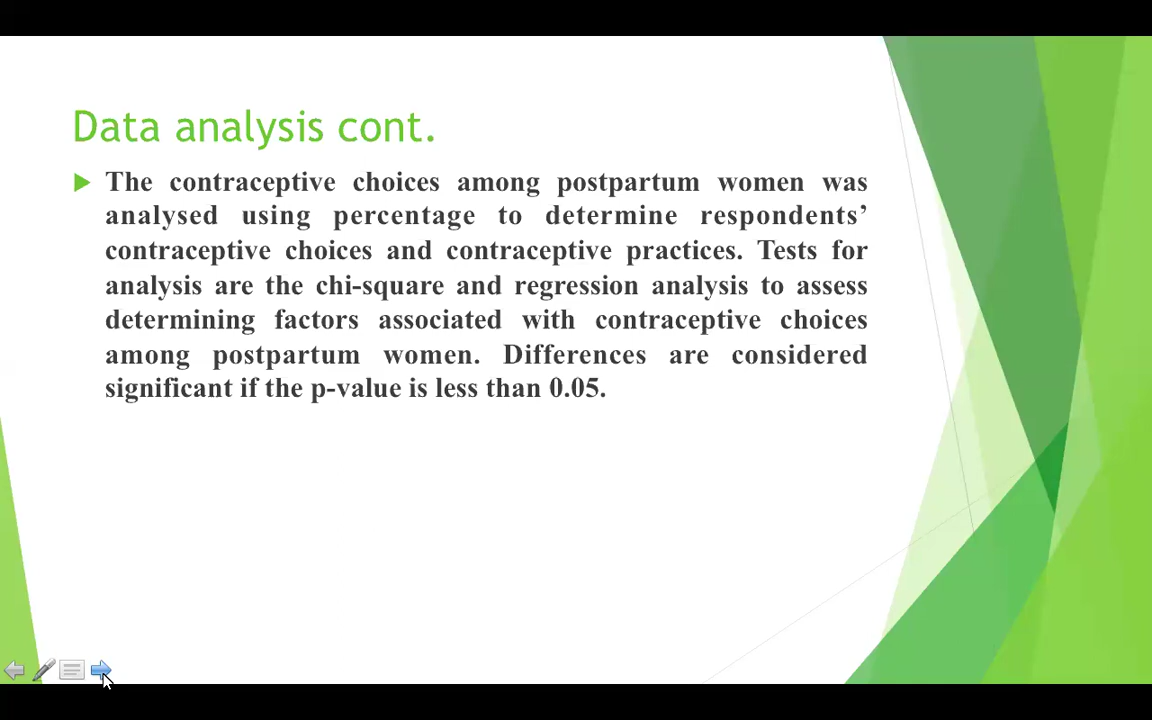 Data analysis cont.
The contraceptive choices among postpartum women was
analysed using percentage to determine respondents’
contraceptive choices and contraceptive practices. Tests for
analysis are the chi-square and regression analysis to assess
determining factors associated with contraceptive choices
among postpartum women. Differences are considered
significant if the p-value is less than 0.05.